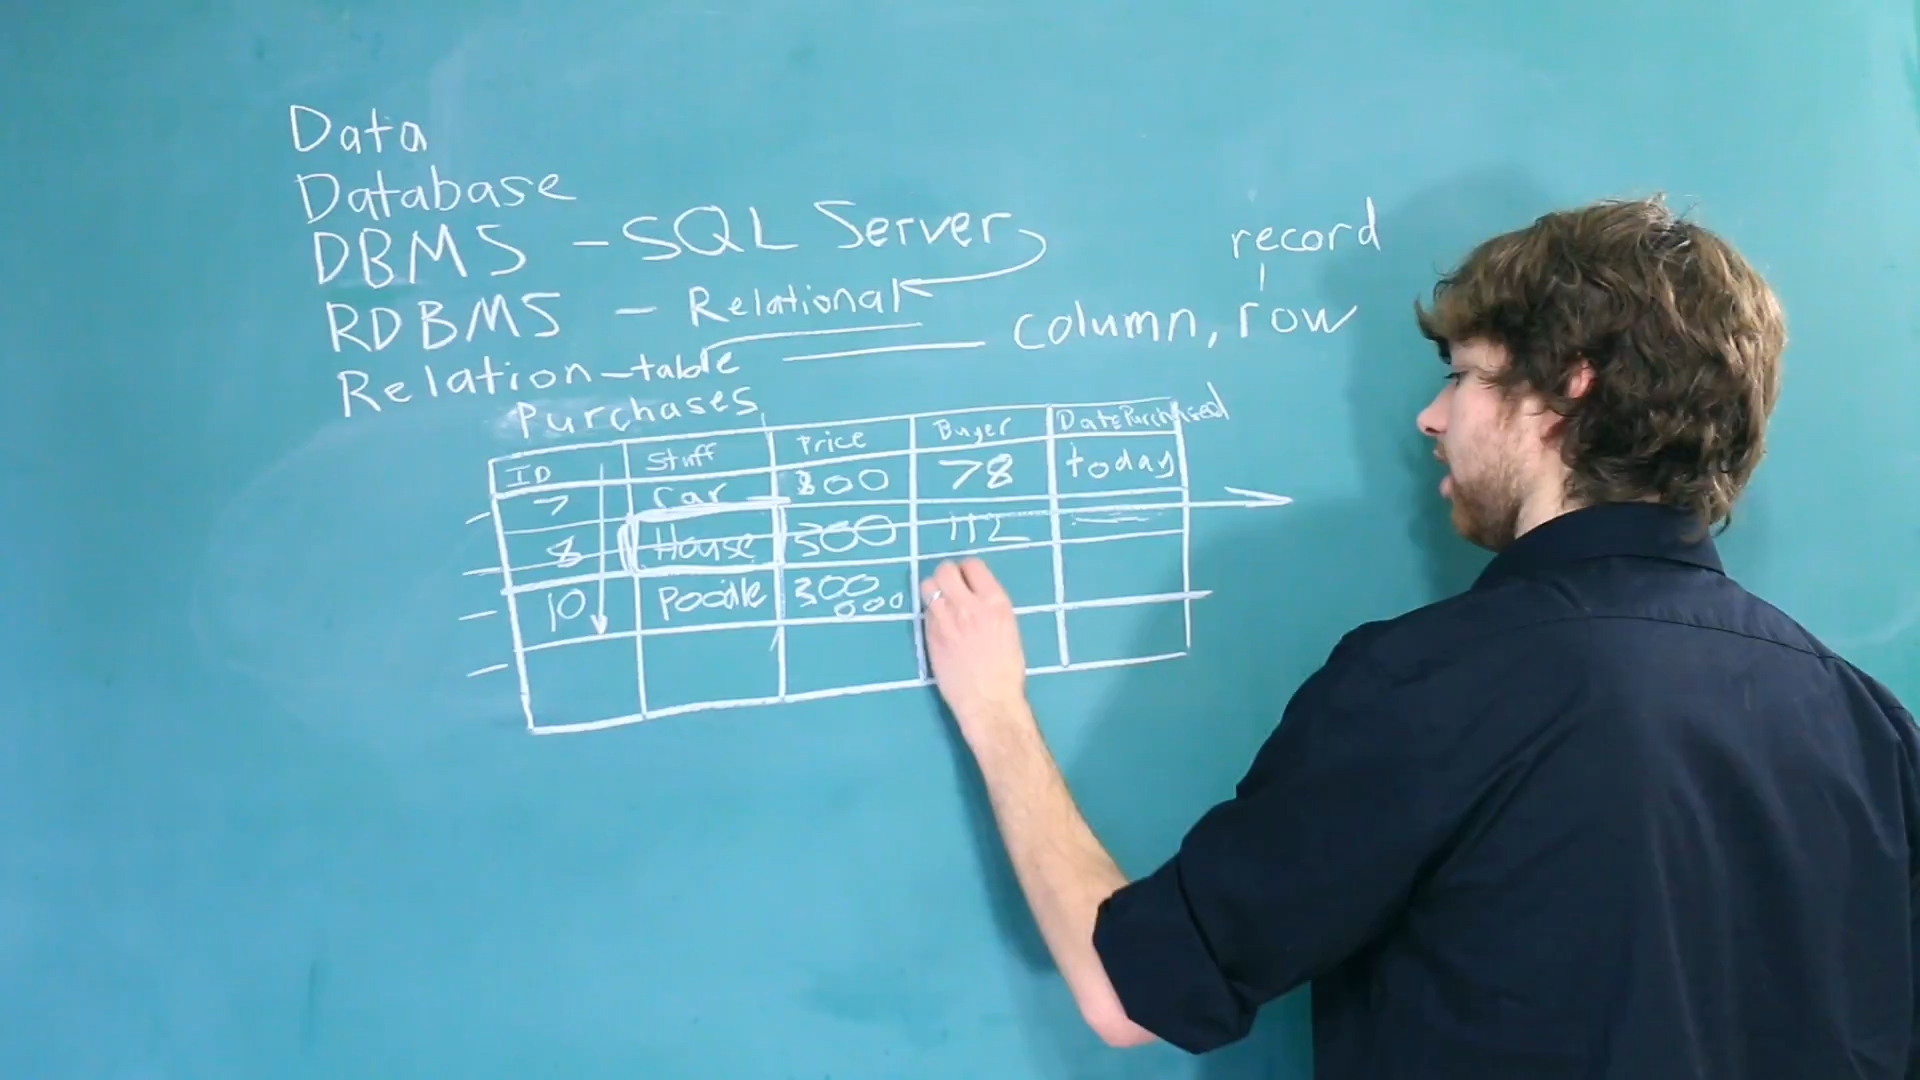 Data
Database
DBMS - SQL Server
record
RDBMS - Relational
column, row
Relation-table
Purchases
ID Stuff Price Buyer DatePurchased
7 car 300 78 today
8 House 300 112
10 Poodle 300 000